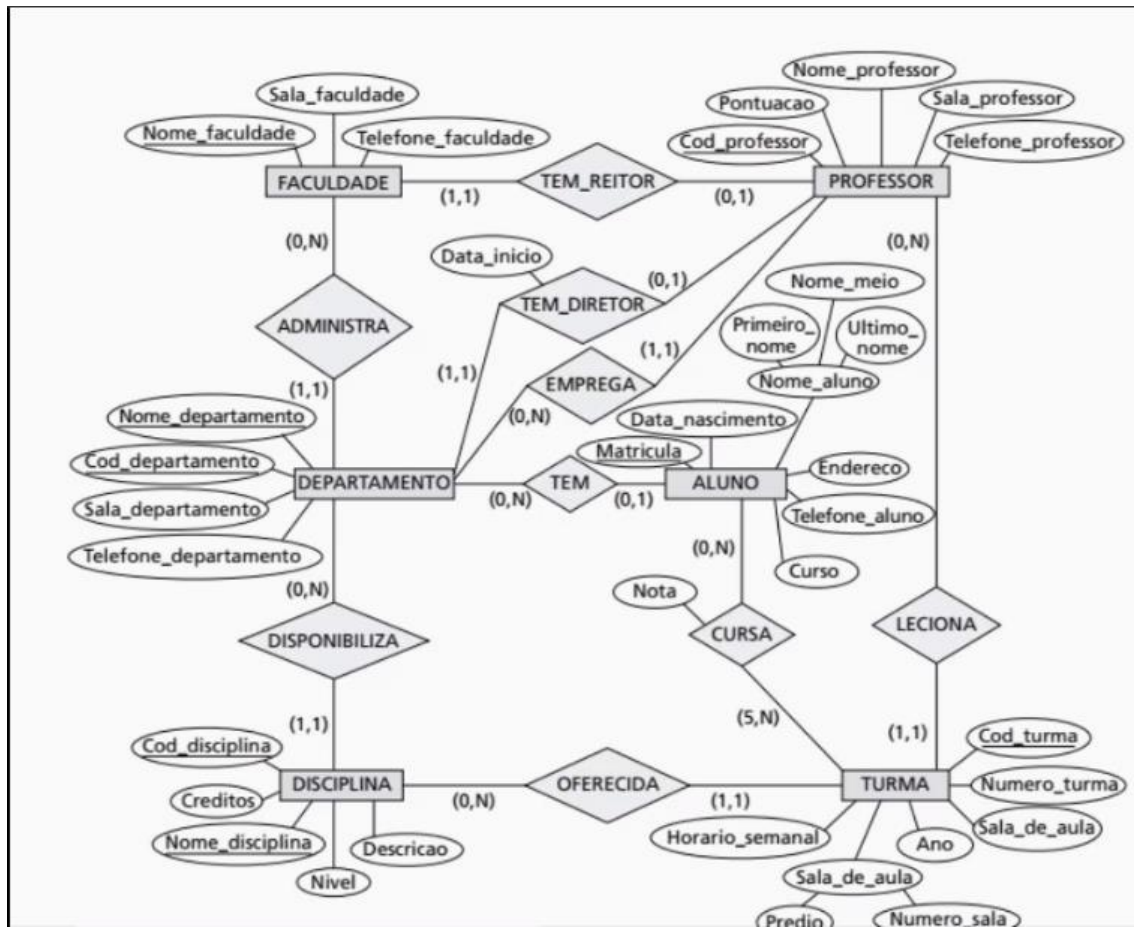 Sala_faculdade
Nome_faculdade
Telefone_faculdade
FACULDADE
(1,1)
TEM_REITOR
(0,1)
Nome_professor
Pontuacao
Sala_professor
Cod_professor
Telefone_professor
PROFESSOR
(0,N)
(0,N)
Data_inicio
(0,1)
TEM_DIRETOR
Nome_meio
Primeiro_
nome
Ultimo_
nome
Nome_aluno
ADMINISTRA
(1,1)
(1,1)
EMPREGA
(1,1)
(0,N)
Nome_departamento
Cod_departamento
Sala_departamento
Telefone_departamento
DEPARTAMENTO
(0,N)
TEM
(0,1)
Data_nascimento
Matricula
ALUNO
Endereco
Telefone_aluno
Curso
(0,N)
(0,N)
Nota
CURSA
LECIONA
DISPONIBILIZA
(1,1)
(5,N)
(1,1)
Cod_disciplina
DISCIPLINA
Creditos
Nome_disciplina
Descricao
Nivel
(0,N)
OFERECIDA
(1,1)
TURMA
Cod_turma
Numero_turma
Sala_de_aula
Horario_semanal
Ano
Sala_de_aula
Predio
Numero_sala